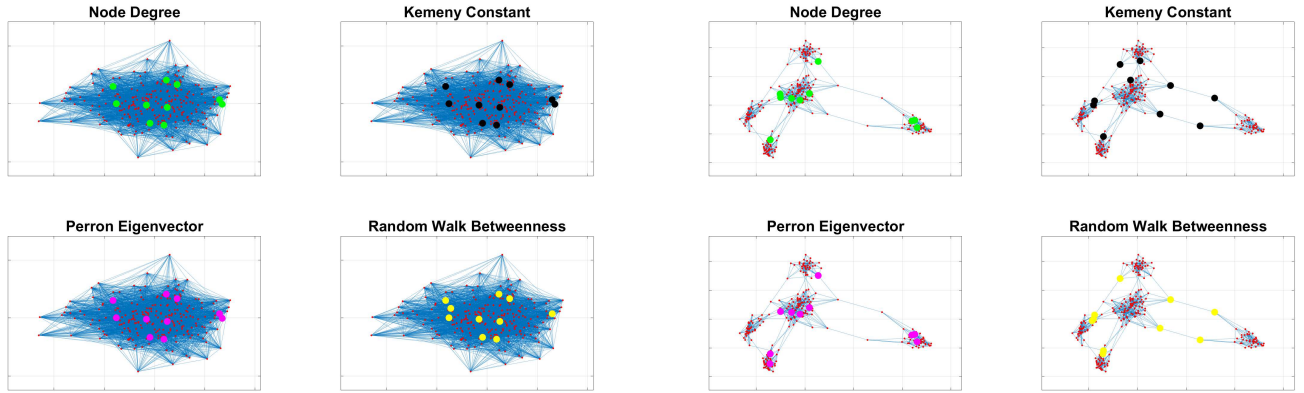 Node Degree
Kemeny Constant
Node Degree
Kemeny Constant
Perron Eigenvector
Random Walk Betweenness
Perron Eigenvector
Random Walk Betweenness